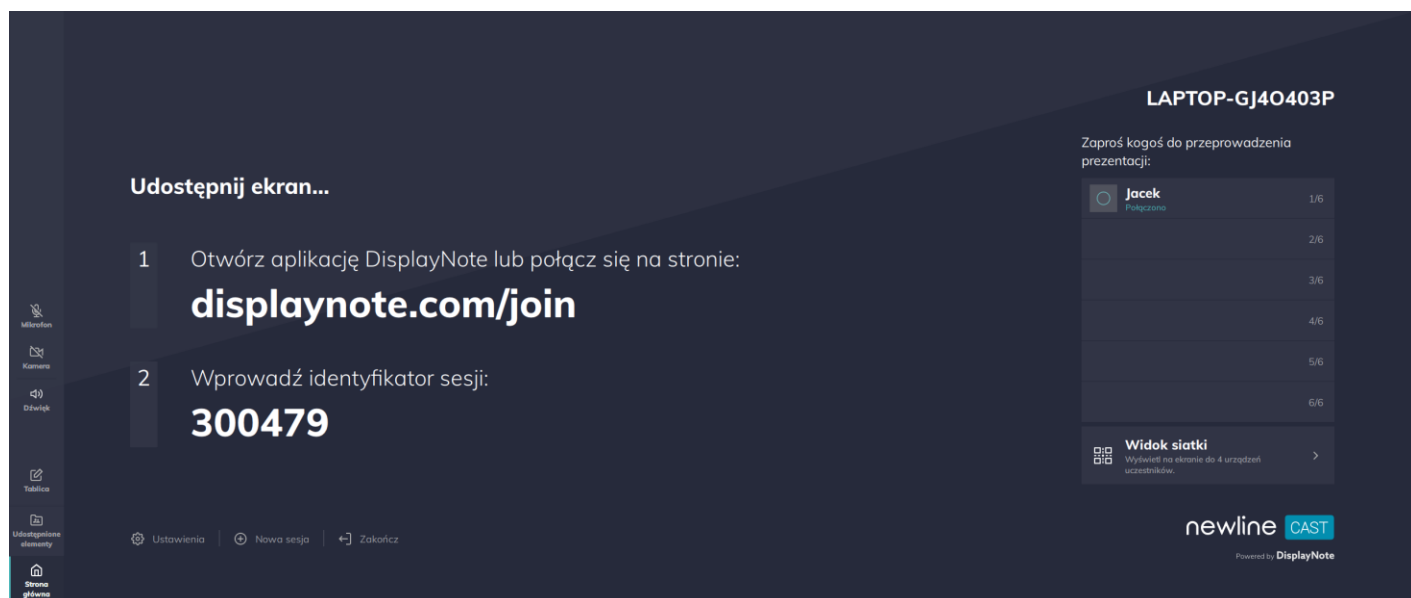 LAPTOP-GJ4O403P
Zaproś kogoś do przeprowadzenia
prezentacji:
Jacek
Połączono
1/6
2/6
3/6
4/6
5/6
6/6
Widok siatki
Wyświetl na ekranie do 4 urządzeń
uczestników.
Udostępnij ekran...
1 Otwórz aplikację DisplayNote lub połącz się na stronie:
displaynote.com/join
2 Wprowadź identyfikator sesji:
300479
Mikrofon
Kamera
Dźwięk
Tablica
Udostępnione
elementy
Strona
główna
Ustawienia
Nowa sesja
Zakończ
newline CAST
Powered by DisplayNote